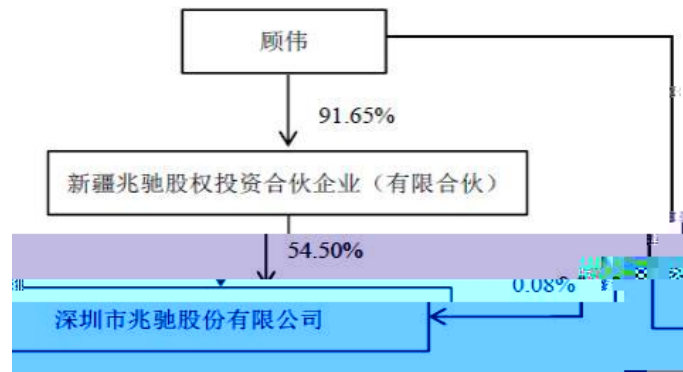 顾伟
91.65%
新疆兆驰股权投资合伙企业（有限合伙）
54.50%
0.08%
深圳市兆驰股份有限公司